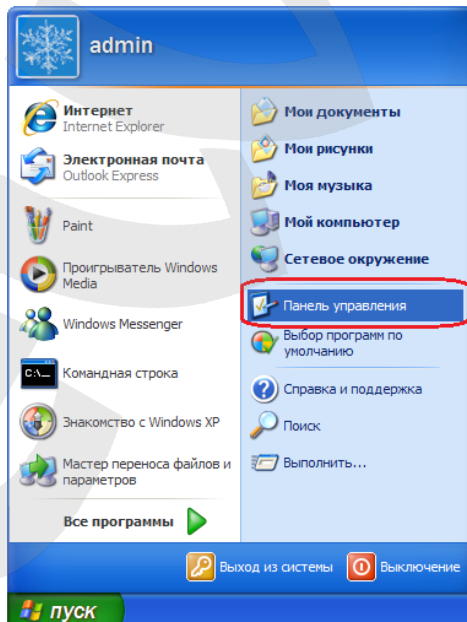 admin
Интернет
Internet Explorer
Электронная почта
Outlook Express
Paint
Проигрыватель Windows
Media
Windows Messenger
C:\_
Командная строка
Знакомство с Windows XP
Мастер переноса файлов и
параметров
Все программы
Мои документы
Мои рисунки
Моя музыка
Мой компьютер
Сетевое окружение
Панель управления
Выбор программ по
умолчанию
Справка и поддержка
Поиск
Выполнить...
Выход из системы
Выключение
пуск